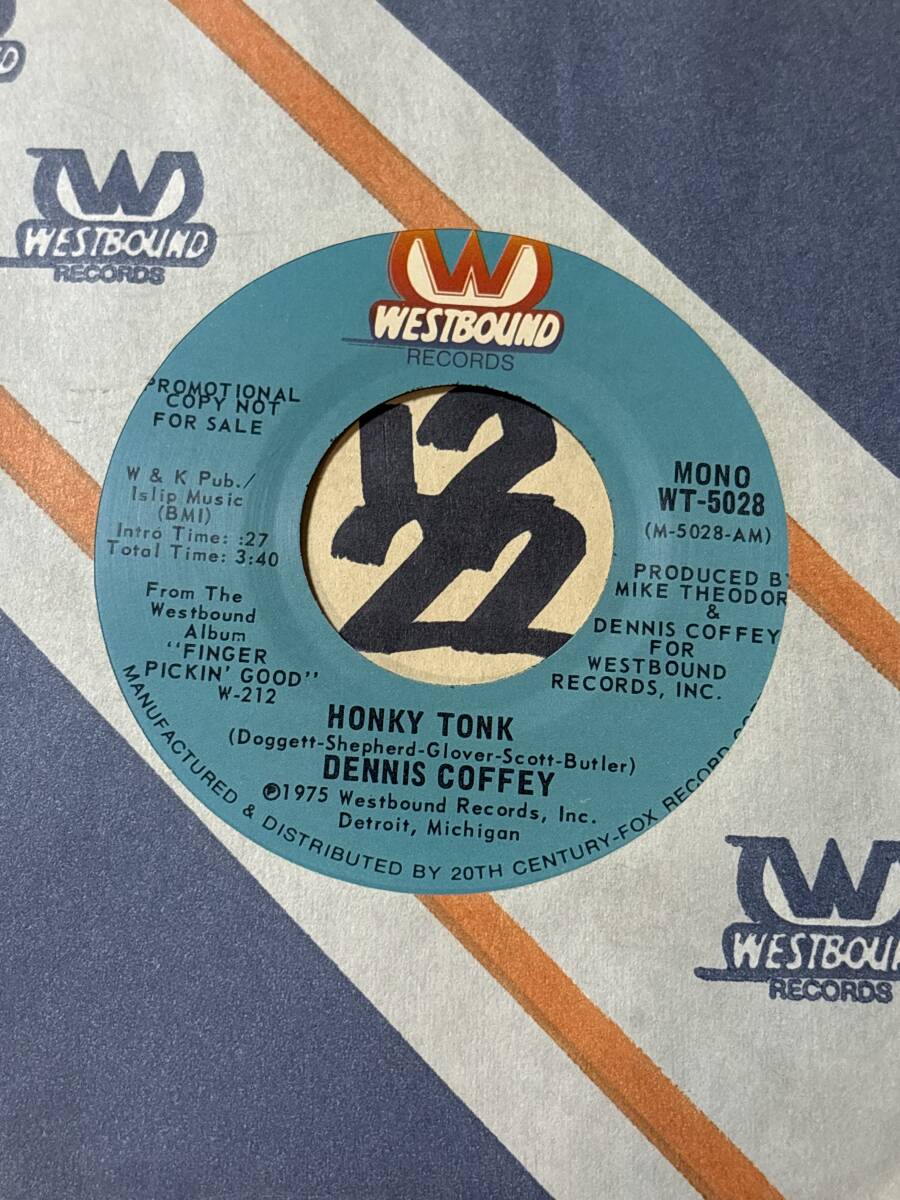 W
WESTBOUND
RECORDS
W
WESTBOUND
RECORDS
PROMOTIONAL
COPY NOT
FOR SALE
W & K Pub./
Islip Music
(BMI)
Intro Time: :27
Total Time: 3:40
From The
Westbound
Album
"FINGER
PICKIN' GOOD"
W-212
MONO
WT-5028
(M-5028-AM)
PRODUCED B
MIKE THEODOR
&
DENNIS COFFEY
FOR
WESTBOUND
RECORDS, INC.
HONKY TONK
(Doggett-Shepherd-Glover-Scott-Butler)
DENNIS COFFEY
℗1975 Westbound Records, Inc.
Detroit, Michigan
MANUFACTURED & DISTRIBUTED BY 20TH CENTURY-FOX RECORD
W
WESTBOU
RECORDS